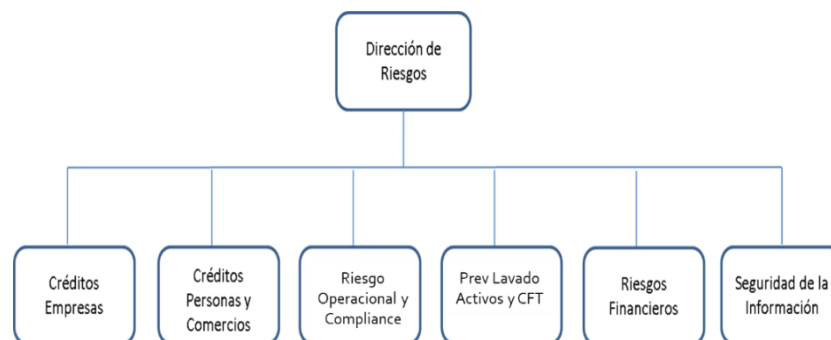 Dirección de
Riesgos
Créditos
Empresas
Créditos
Personas y
Comercios
Riesgo
Operacional y
Compliance
Prev Lavado
Activos y CFT
Riesgos
Financieros
Seguridad de la
Información